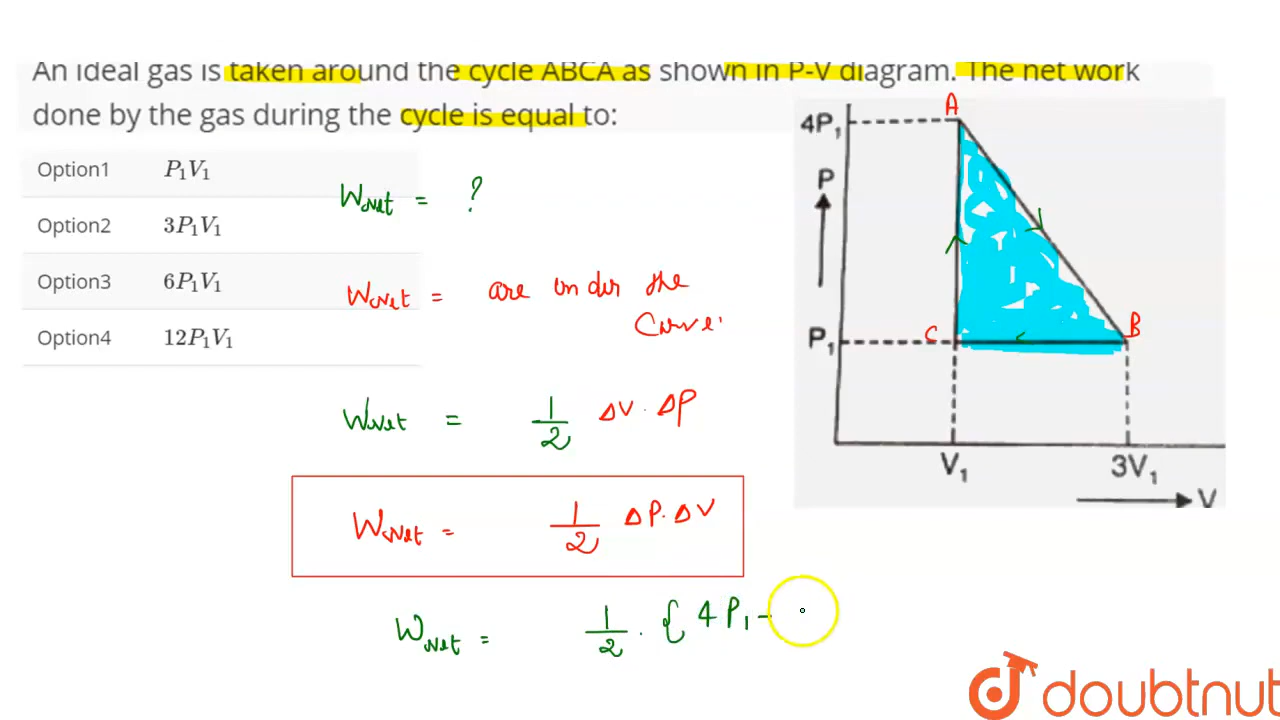 An ideal gas is taken around the cycle ABCA as shown in P-V diagram. The net work
done by the gas during the cycle is equal to:
Option1 P₁V₁
Option2 3P₁V₁
Option3 6P₁V₁
Option4 12P₁V₁
WNet = ?
WNet = are under the
Curve.
WNet = 1/2 ΔV · ΔP
WNet = 1/2 ΔP · ΔV
WNet = 1/2 · { 4P₁ -
A
4P₁
P
C
B
P₁
V₁ 3V₁
V
doubtnut